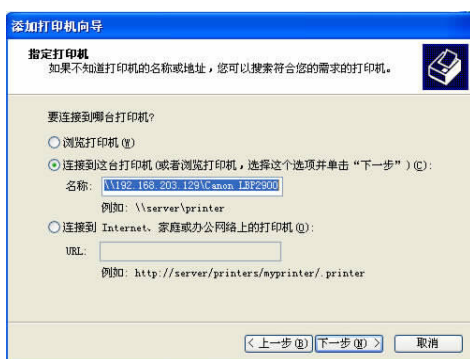 添加打印机向导
指定打印机
如果不知道打印机的名称或地址，您可以搜索符合您的需求的打印机。
要连接到哪台打印机?
浏览打印机(W)
连接到这台打印机(或者浏览打印机，选择这个选项并单击“下一步”)(C):
名称: \\192.168.203.129\Canon LBP2900
例如: \\server\printer
连接到 Internet、家庭或办公网络上的打印机(O):
URL:
例如: http://server/printers/myprinter/.printer
< 上一步(B) 下一步(N) > 取消